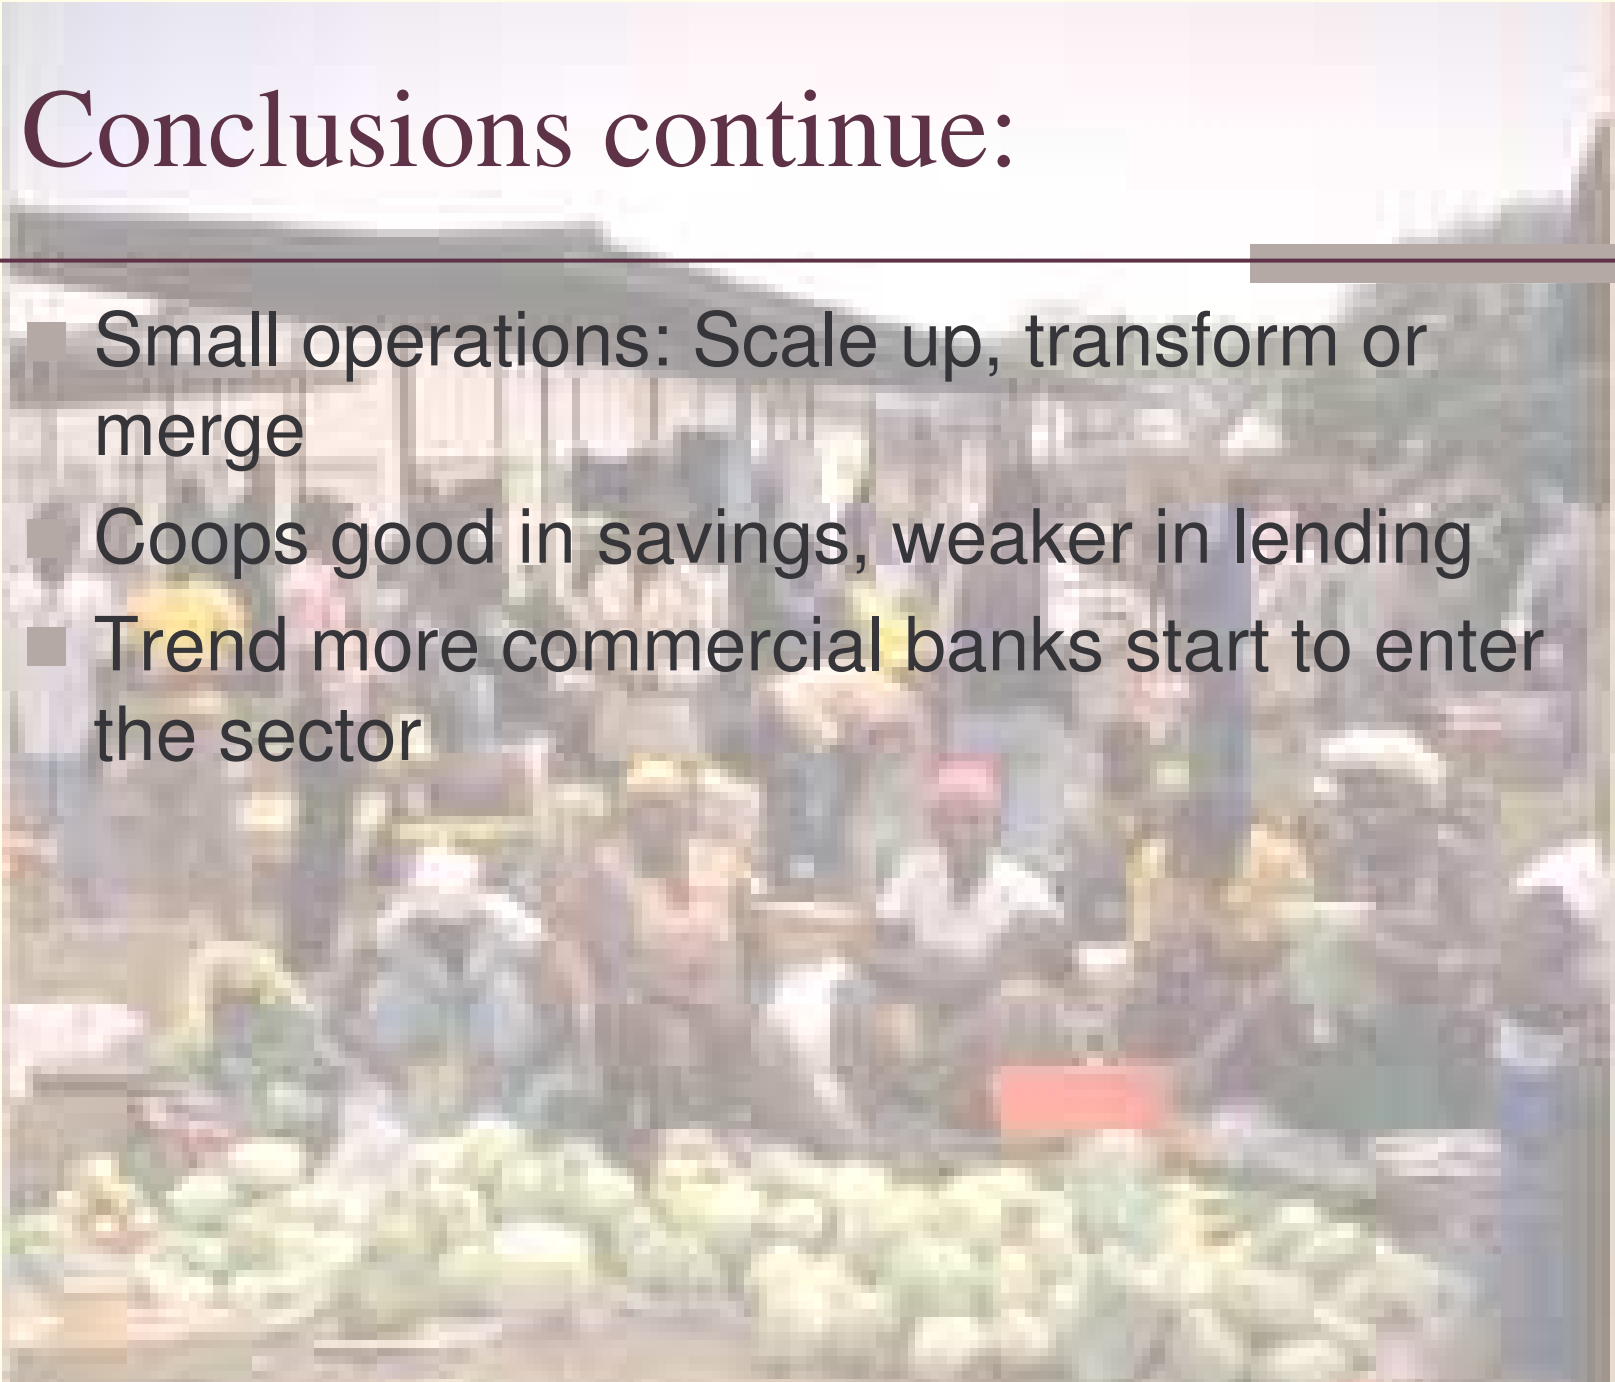 Conclusions continue:
Small operations: Scale up, transform or
merge
Coops good in savings, weaker in lending
Trend more commercial banks start to enter
the sector